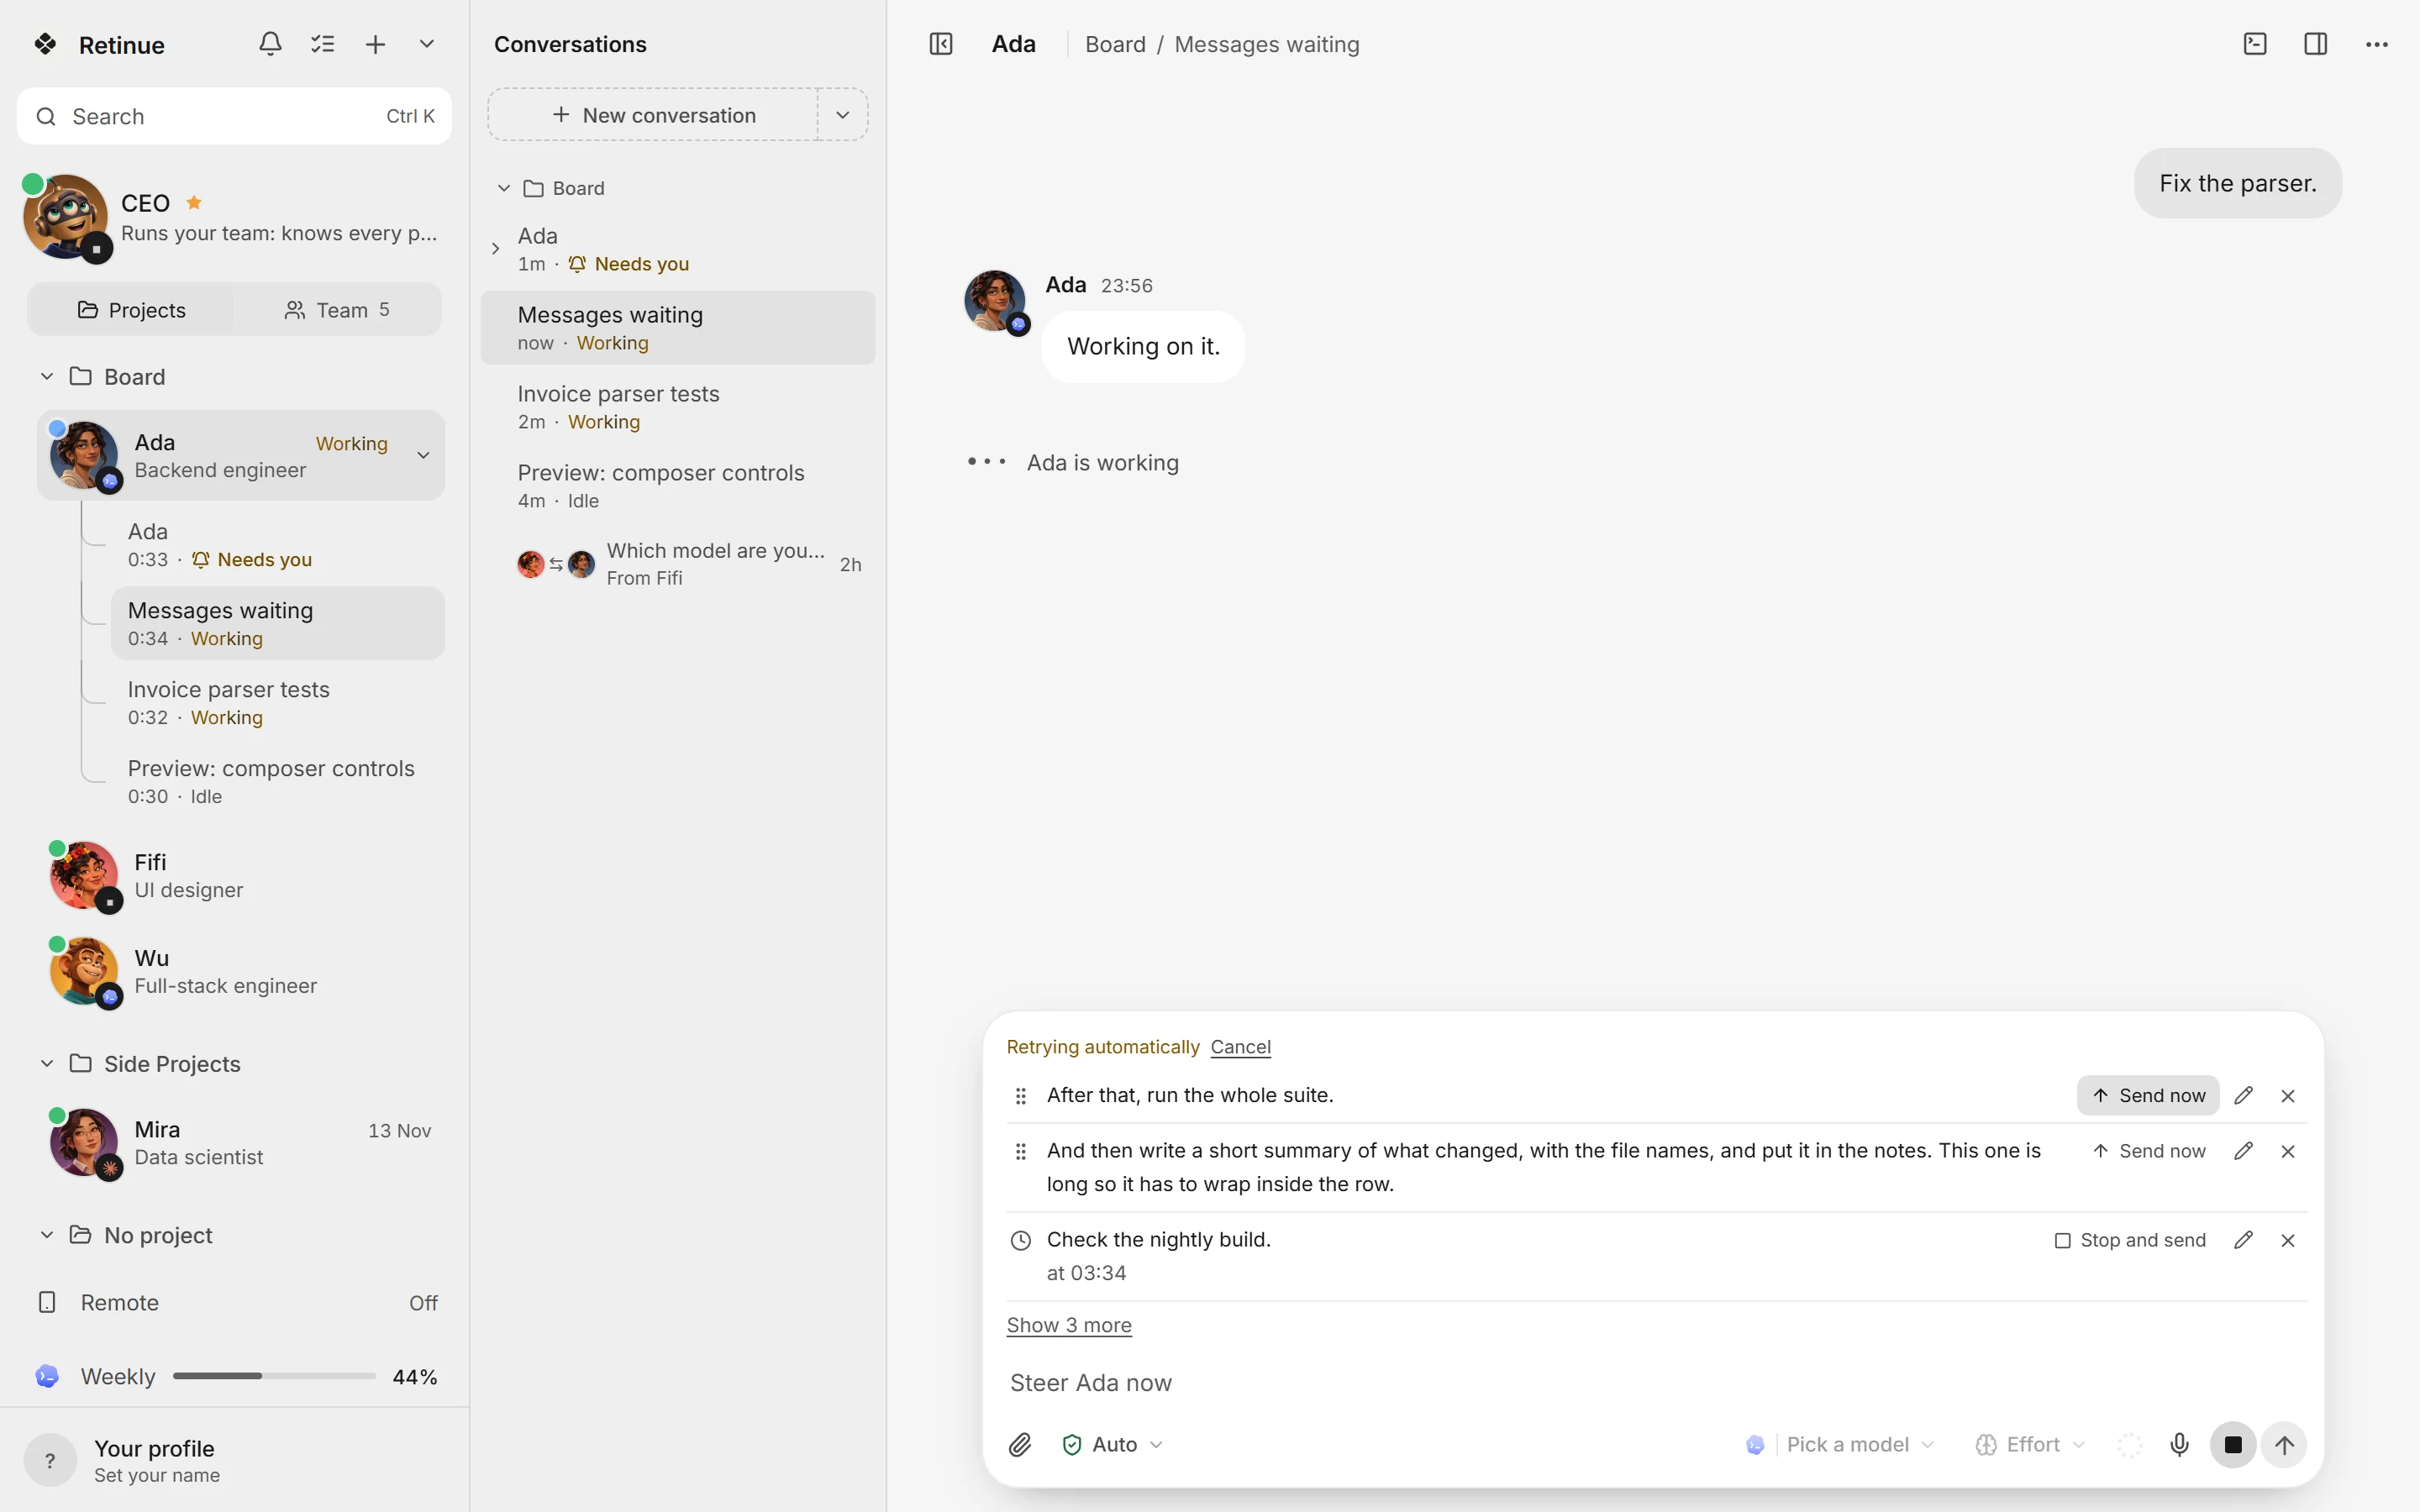 Retinue
Search
Ctrl K
CEO
Runs your team: knows every p...
Projects
Team 5
Board
Ada
Working
Backend engineer
Ada
0:33 · Needs you
Messages waiting
0:34 · Working
Invoice parser tests
0:32 · Working
Preview: composer controls
0:30 · Idle
Fifi
UI designer
Wu
Full-stack engineer
Side Projects
Mira
13 Nov
Data scientist
No project
Remote
Off
Weekly
44%
?
Your profile
Set your name
Conversations
New conversation
Board
Ada
1m · Needs you
Messages waiting
now · Working
Invoice parser tests
2m · Working
Preview: composer controls
4m · Idle
Which model are you...
From Fifi
2h
Ada
Board / Messages waiting
Fix the parser.
Ada 23:56
Working on it.
Ada is working
Retrying automatically Cancel
After that, run the whole suite.
Send now
And then write a short summary of what changed, with the file names, and put it in the notes. This one is
long so it has to wrap inside the row.
Send now
Check the nightly build.
at 03:34
Stop and send
Show 3 more
Steer Ada now
Auto
Pick a model
Effort